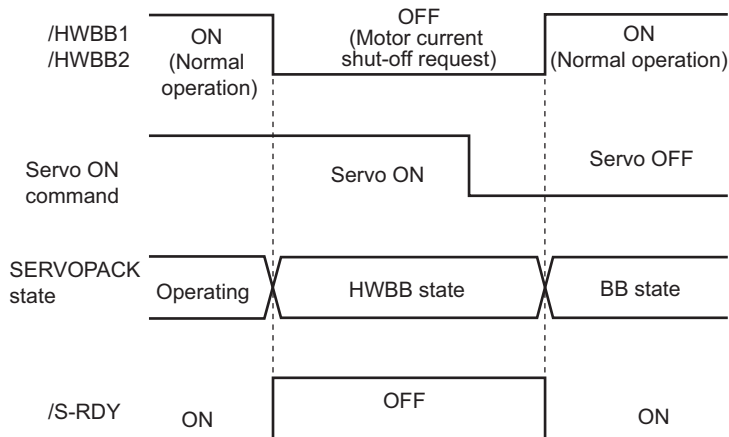 /HWBB1
/HWBB2
ON
(Normal
operation)
OFF
(Motor current
shut-off request)
ON
(Normal operation)
Servo ON
command
Servo ON
Servo OFF
SERVOPACK
state
Operating
HWBB state
BB state
/S-RDY
ON
OFF
ON